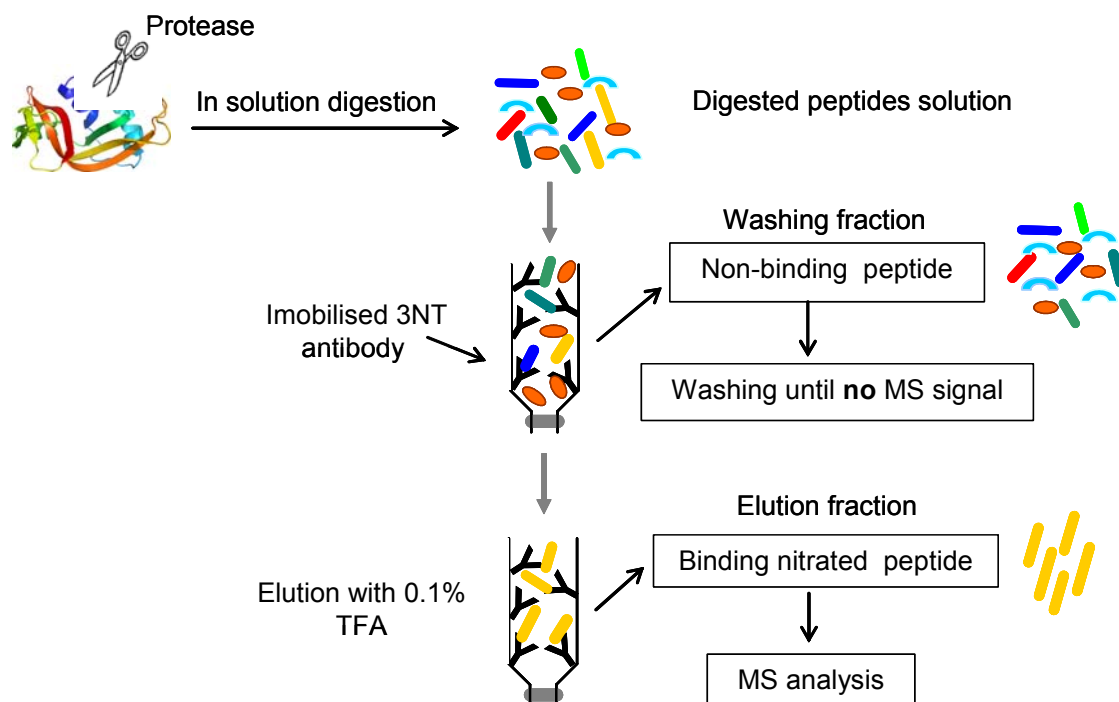 Protease
In solution digestion
Digested peptides solution
Washing fraction
Non-binding peptide
Imobilised 3NT
antibody
Washing until no MS signal
Elution fraction
Binding nitrated peptide
Elution with 0.1%
TFA
MS analysis